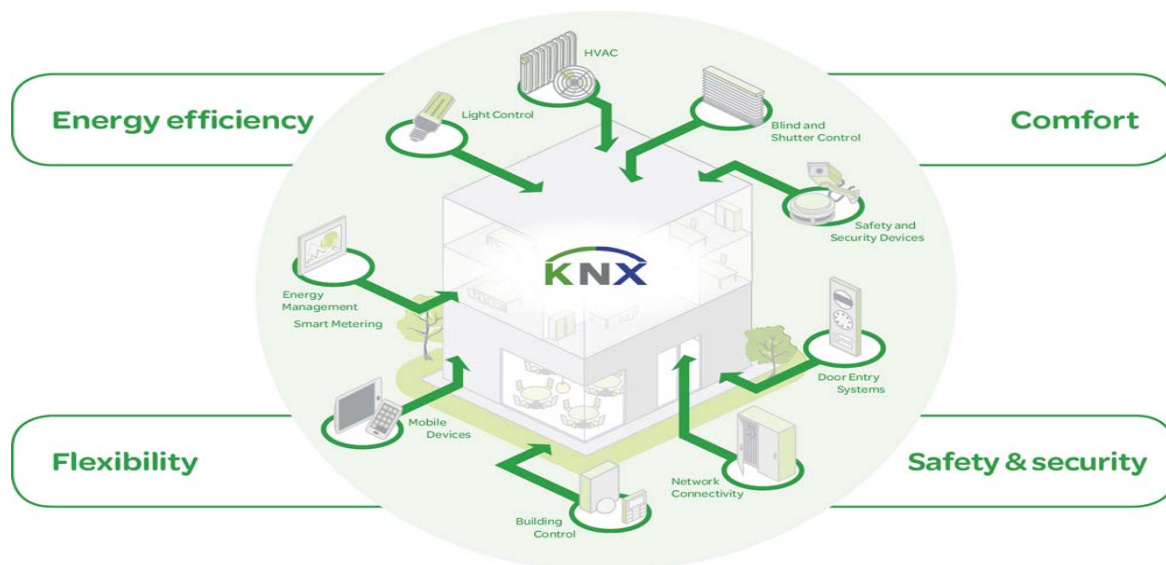 HVAC
Light Control
Energy efficiency
Comfort
Blind and
Shutter Control
Safety and
Security Devices
KNX
Energy
Management
Smart Metering
Door Entry
Systems
Mobile
Devices
Flexibility
Safety & security
Network
Connectivity
Building
Control